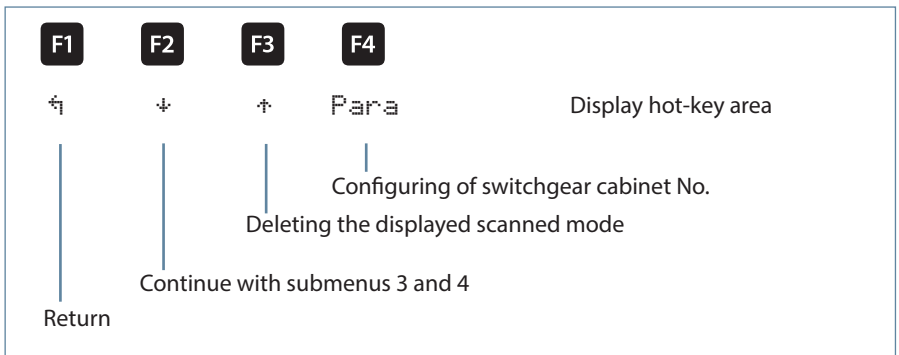 F1 F2 F3 F4
↰ ↓ ↑ Para Display hot-key area
Configuring of switchgear cabinet No.
Deleting the displayed scanned mode
Continue with submenus 3 and 4
Return